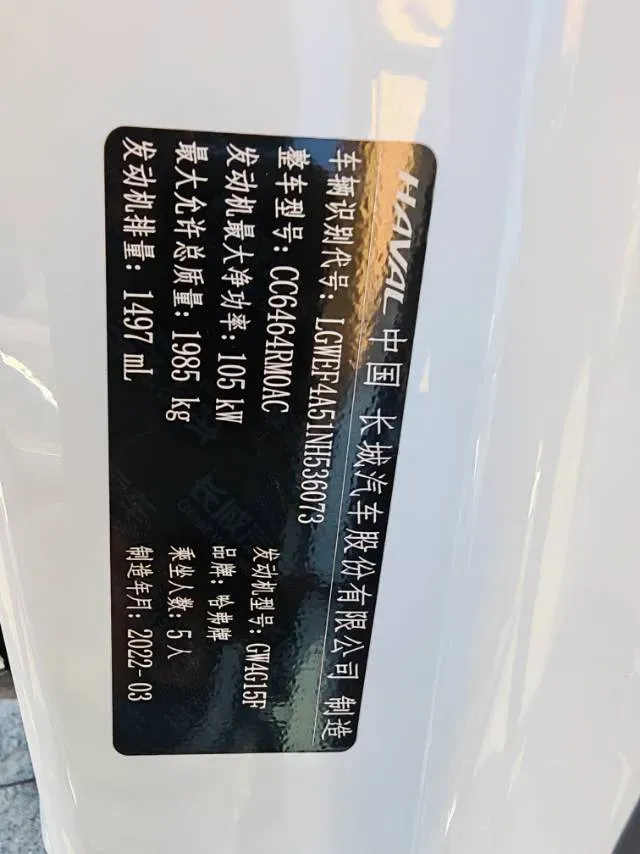 HAVAL 中国 长城汽车股份有限公司 制造
车辆识别代号：LGWEF4A51NH536073
整车型号：CC6464RM0AC 发动机型号：GW4G15F
发动机最大净功率：105 kW 品牌：哈弗牌
最大允许总质量：1985 kg 乘坐人数：5人
发动机排量：1497 mL 制造年月：2022-03